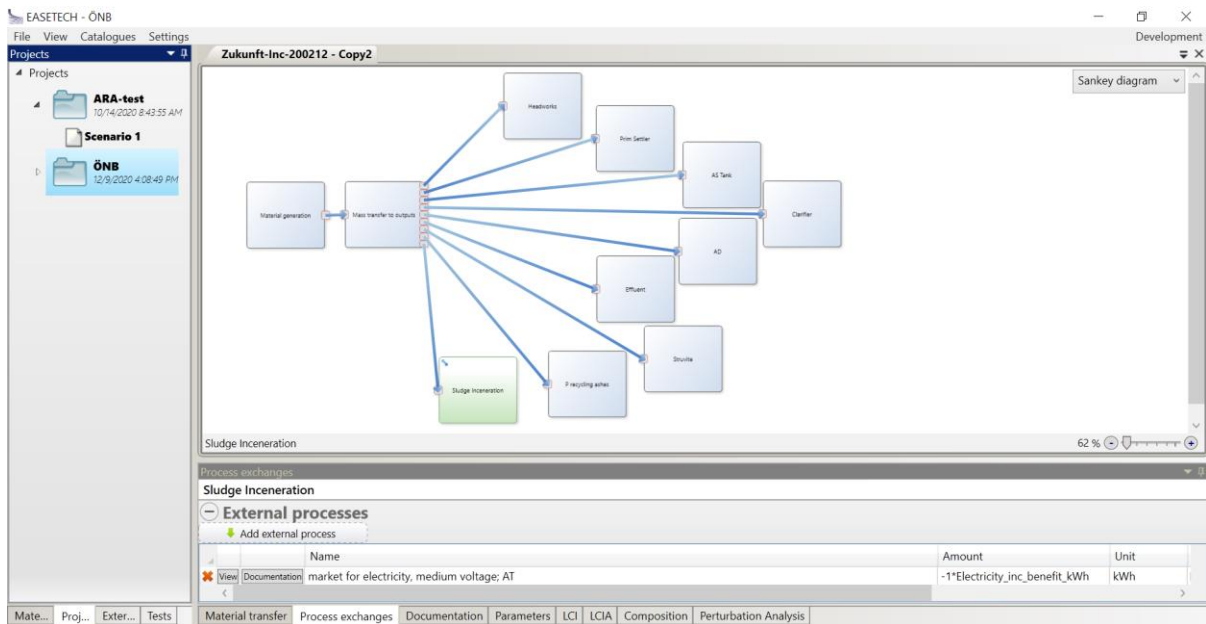 EASETECH - ÖNB
File View Catalogues Settings
Development
Projects
Zukunft-Inc-200212 - Copy2
Projects
ARA-test
10/14/2020 8:43:55 AM
Scenario 1
ÖNB
12/9/2020 4:08:49 PM
Sankey diagram
Headworks
Prim Settler
AS Tank
Material generation
Mass transfer to outputs
Clarifier
AD
Effluent
Struvite
Sludge Inceneration
P recycling ashes
Sludge Inceneration
62 %
Process exchanges
Sludge Inceneration
External processes
Add external process
Name Amount Unit
View Documentation market for electricity, medium voltage; AT -1*Electricity_inc_benefit_kWh kWh
Mate... Proj... Exter... Tests Material transfer Process exchanges Documentation Parameters LCI LCIA Composition Perturbation Analysis